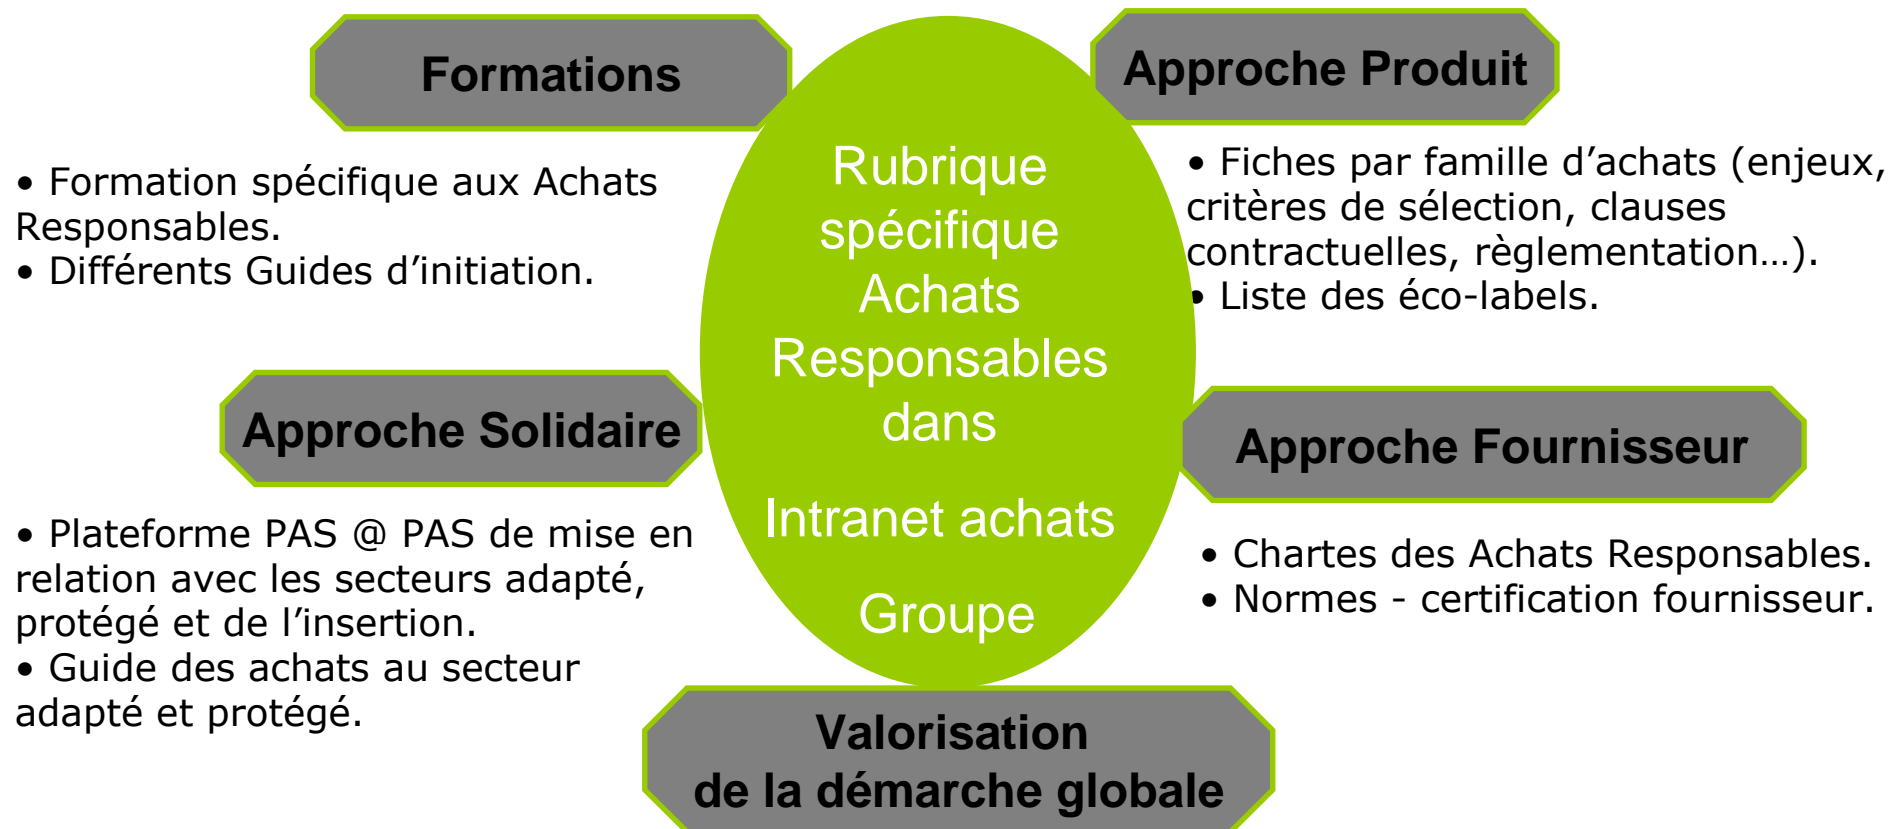 Formations
• Formation spécifique aux Achats
Responsables.
• Différents Guides d’initiation.
Approche Solidaire
• Plateforme PAS @ PAS de mise en
relation avec les secteurs adapté,
protégé et de l’insertion.
• Guide des achats au secteur
adapté et protégé.
Rubrique
spécifique
Achats
Responsables
dans
Intranet achats
Groupe
Approche Produit
• Fiches par famille d’achats (enjeux,
critères de sélection, clauses
contractuelles, règlementation…).
• Liste des éco-labels.
Approche Fournisseur
• Chartes des Achats Responsables.
• Normes - certification fournisseur.
Valorisation
de la démarche globale